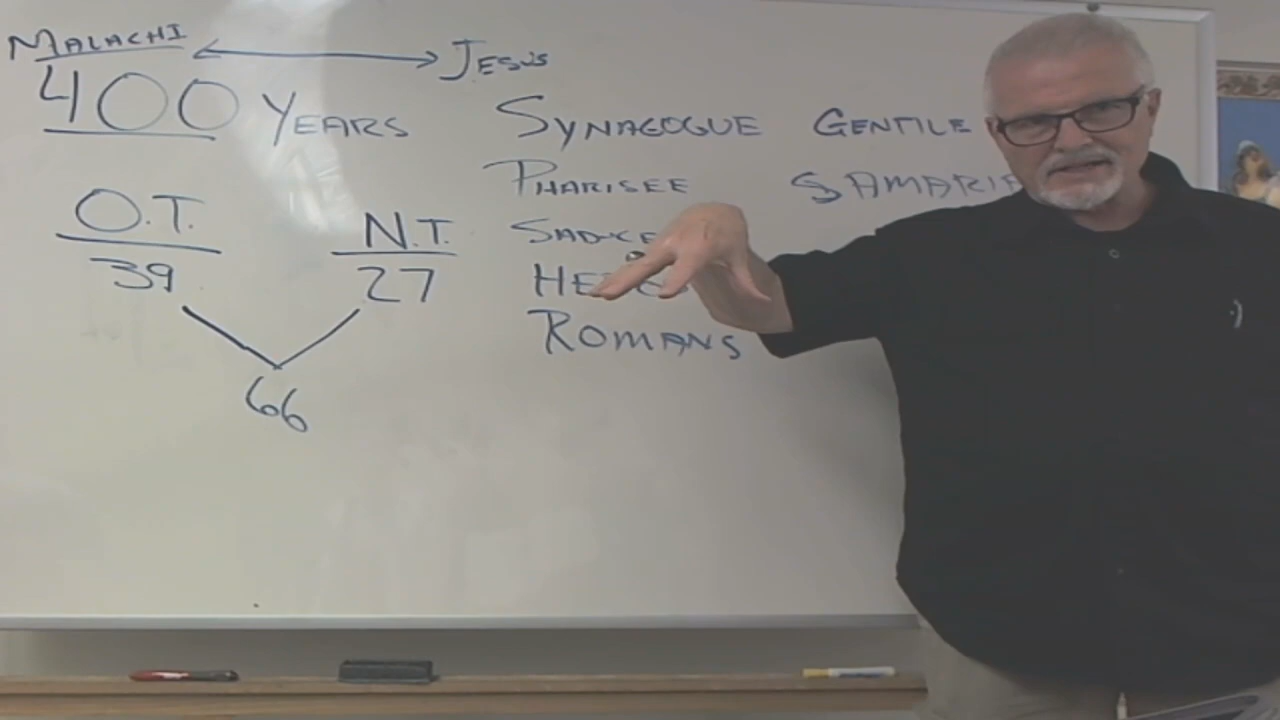 MALACHI JESUS
400 YEARS
SYNAGOGUE GENTILE
PHARISEE
O.T. N.T.
39 27
ROMANS
66